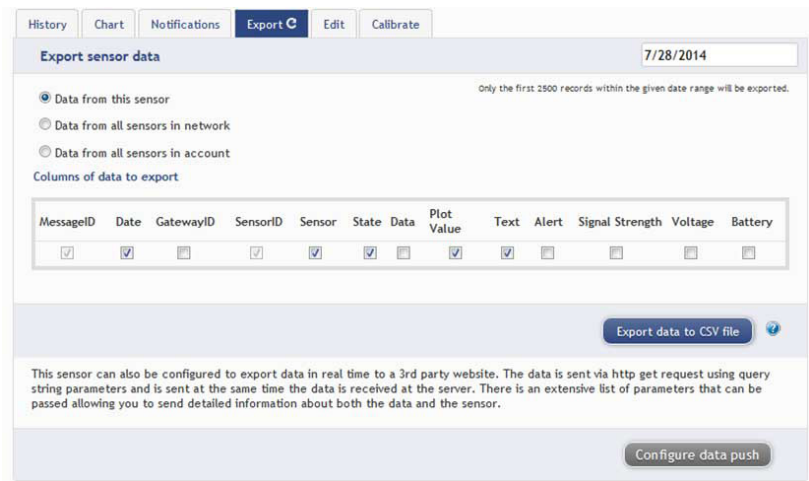 History Chart Notifications Export Edit Calibrate
Export sensor data 7/28/2014
Only the first 2500 records within the given date range will be exported.
Data from this sensor
Data from all sensors in network
Data from all sensors in account
Columns of data to export
MessageID Date GatewayID SensorID Sensor State Data Plot Value Text Alert Signal Strength Voltage Battery
Export data to CSV file ?
This sensor can also be configured to export data in real time to a 3rd party website. The data is sent via http get request using query
string parameters and is sent at the same time the data is received at the server. There is an extensive list of parameters that can be
passed allowing you to send detailed information about both the data and the sensor.
Configure data push